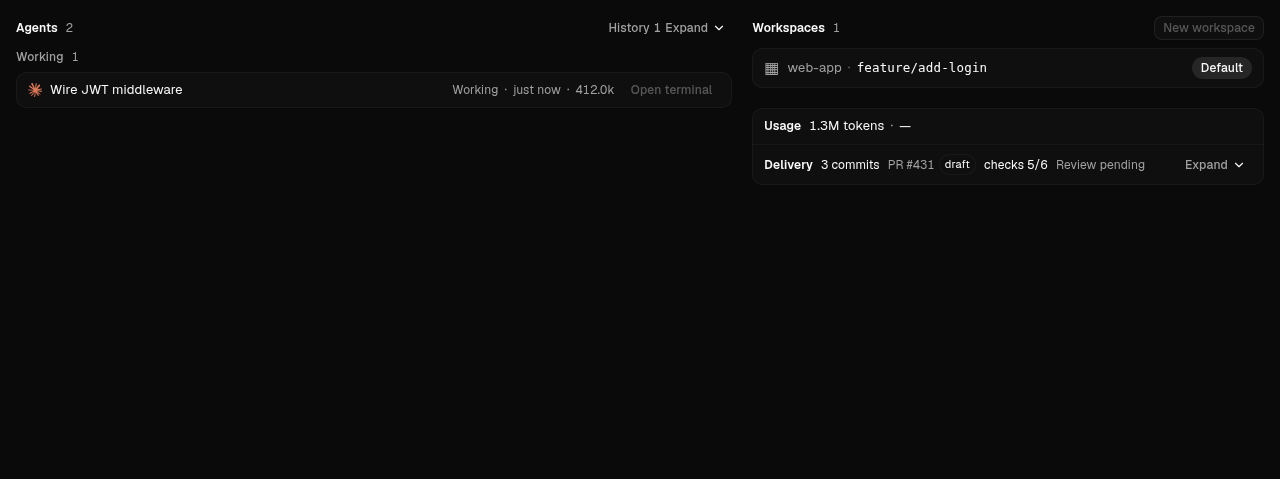 Agents 2
History 1 Expand
Working 1
Wire JWT middleware
Working · just now · 412.0k
Open terminal
Workspaces 1
New workspace
web-app · feature/add-login
Default
Usage 1.3M tokens · —
Delivery 3 commits PR #431 draft checks 5/6 Review pending
Expand